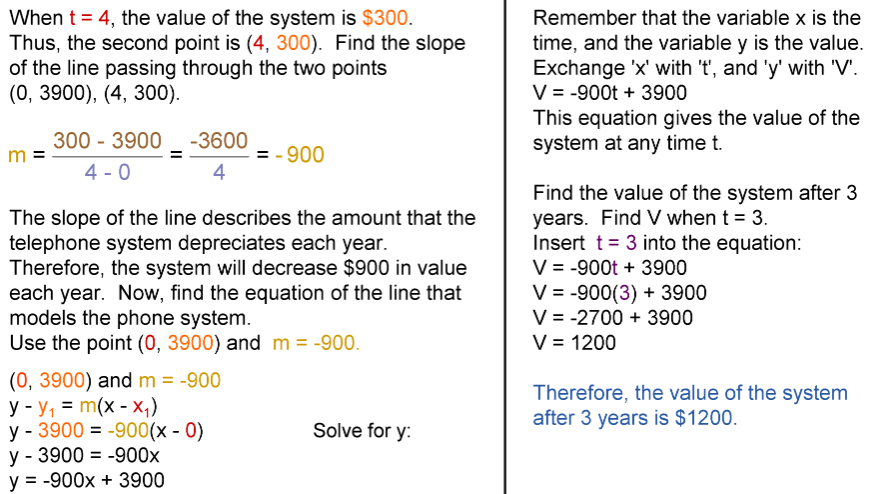 When t = 4, the value of the system is $300.
Thus, the second point is (4, 300). Find the slope
of the line passing through the two points
(0, 3900), (4, 300).
m = 300 - 3900 / 4 - 0 = -3600 / 4 = - 900
The slope of the line describes the amount that the
telephone system depreciates each year.
Therefore, the system will decrease $900 in value
each year. Now, find the equation of the line that
models the phone system.
Use the point (0, 3900) and m = -900.
(0, 3900) and m = -900
y - y₁ = m(x - x₁)
y - 3900 = -900(x - 0) Solve for y:
y - 3900 = -900x
y = -900x + 3900
Remember that the variable x is the
time, and the variable y is the value.
Exchange 'x' with 't', and 'y' with 'V'.
V = -900t + 3900
This equation gives the value of the
system at any time t.
Find the value of the system after 3
years. Find V when t = 3.
Insert t = 3 into the equation:
V = -900t + 3900
V = -900(3) + 3900
V = -2700 + 3900
V = 1200
Therefore, the value of the system
after 3 years is $1200.